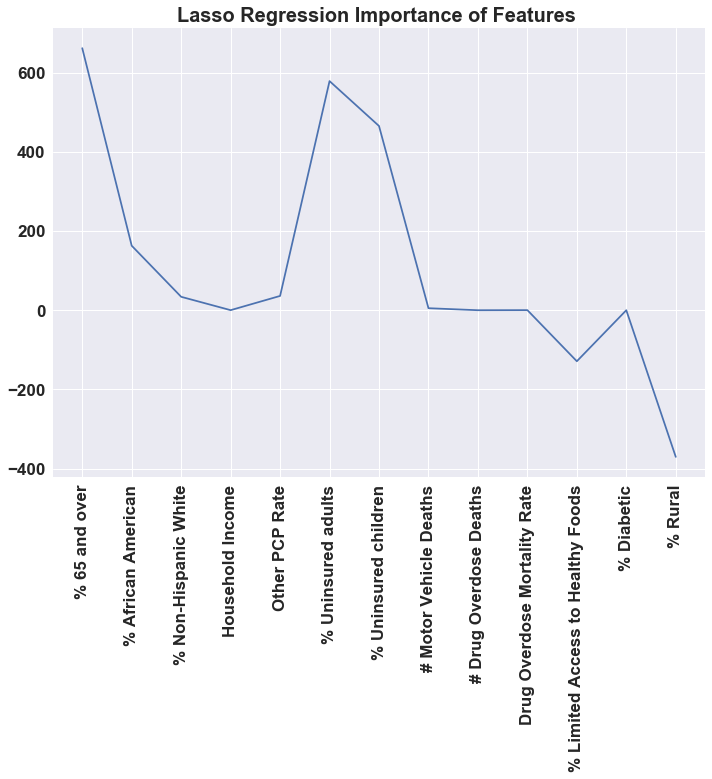 Lasso Regression Importance of Features
600
400
200
0
−200
−400
% 65 and over
% African American
% Non-Hispanic White
Household Income
Other PCP Rate
% Uninsured adults
% Uninsured children
# Motor Vehicle Deaths
# Drug Overdose Deaths
Drug Overdose Mortality Rate
% Limited Access to Healthy Foods
% Diabetic
% Rural